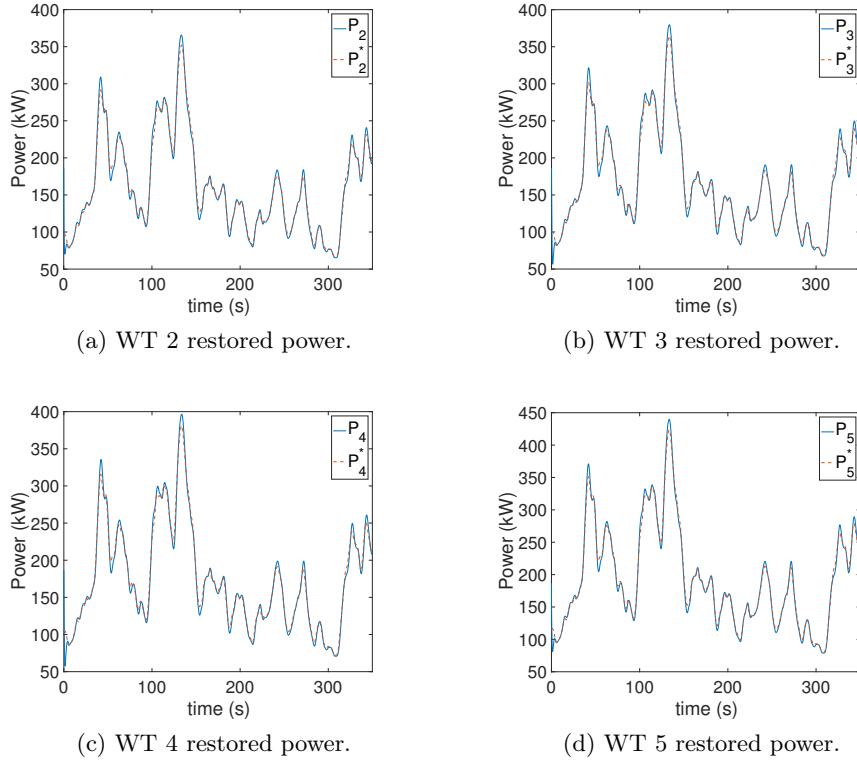 400
350
300
250
200
150
100
50
Power (kW)
P2
P2*
0 100 200 300
time (s)
(a) WT 2 restored power.
400
350
300
250
200
150
100
50
Power (kW)
P3
P3*
0 100 200 300
time (s)
(b) WT 3 restored power.
400
350
300
250
200
150
100
50
Power (kW)
P4
P4*
0 100 200 300
time (s)
(c) WT 4 restored power.
450
400
350
300
250
200
150
100
50
Power (kW)
P5
P5*
0 100 200 300
time (s)
(d) WT 5 restored power.